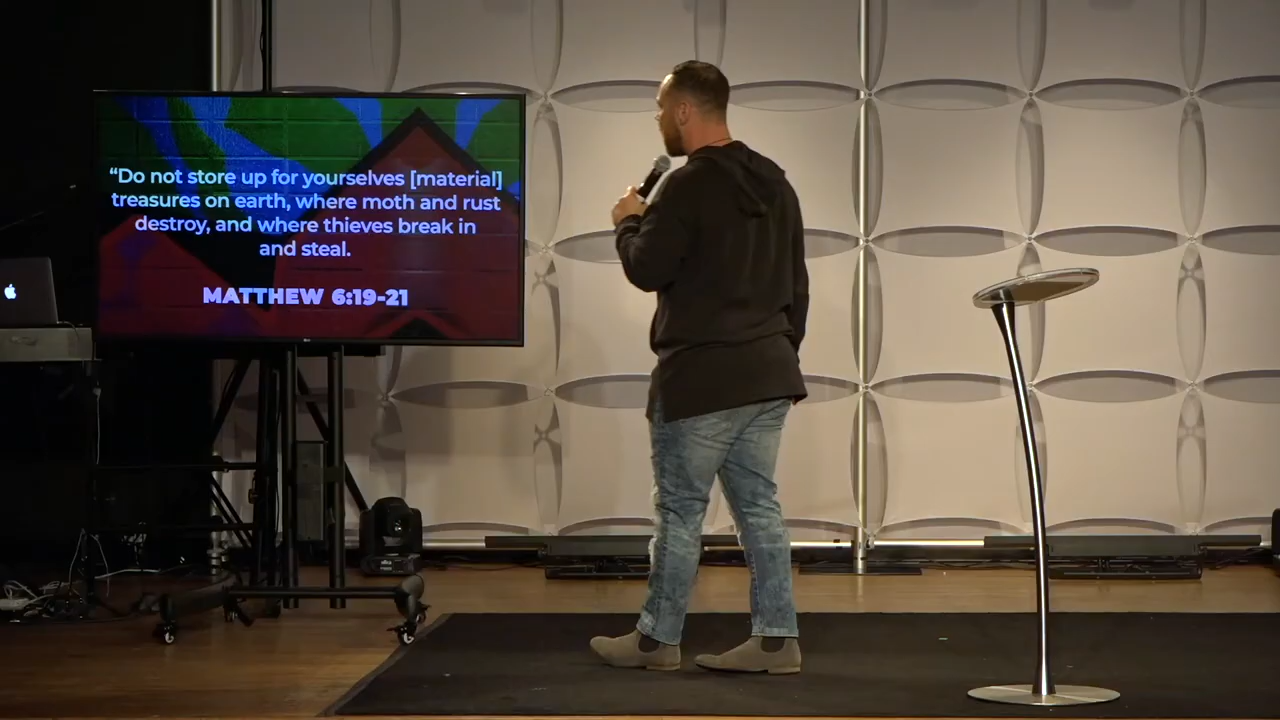 “Do not store up for yourselves [material]
treasures on earth, where moth and rust
destroy, and where thieves break in
and steal.
MATTHEW 6:19-21